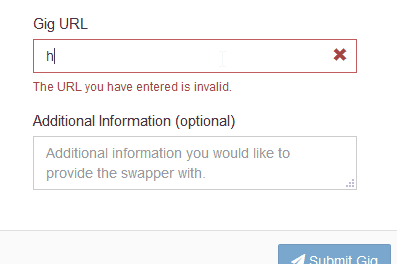 Gig URL
h
The URL you have entered is invalid.
Additional Information (optional)
Additional information you would like to
provide the swapper with.
Submit Gig